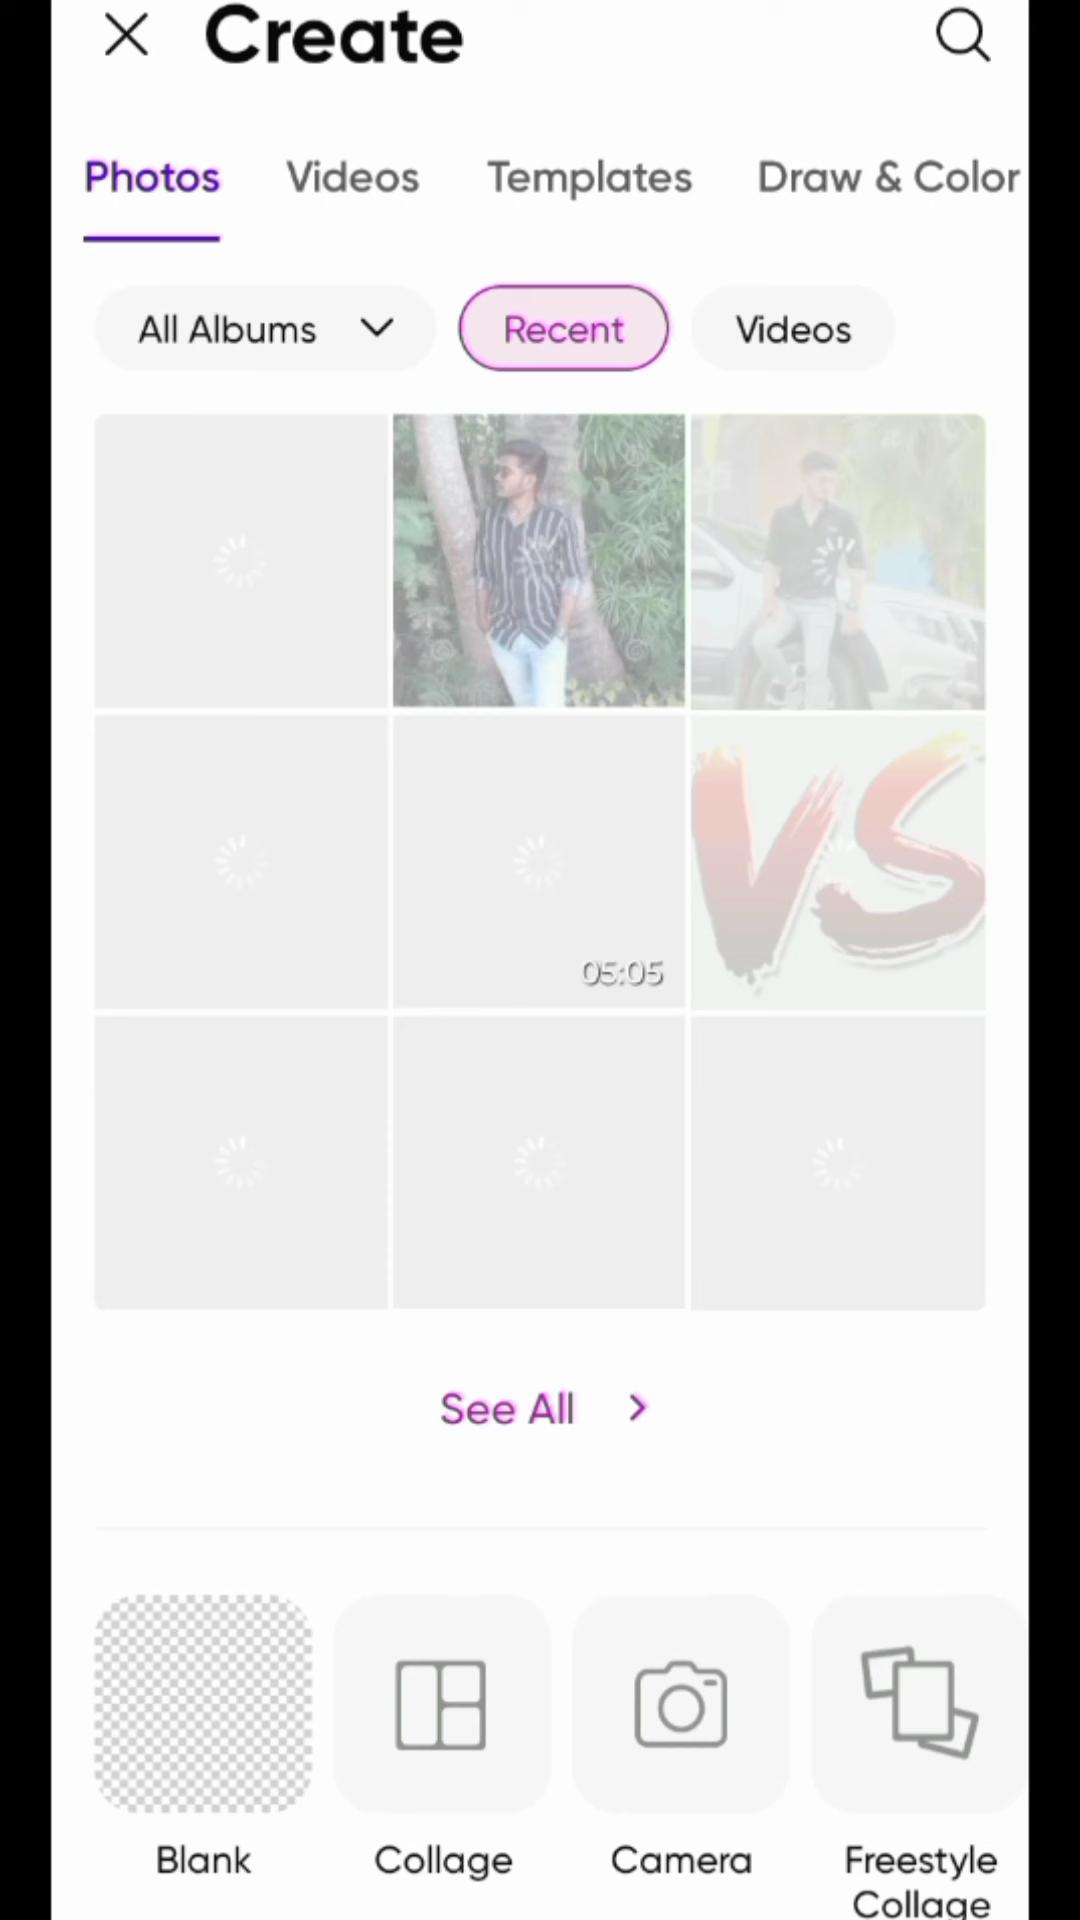 Create
Photos Videos Templates Draw & Color
All Albums Recent Videos
VS
05:05
See All
Blank Collage Camera Freestyle
Collage